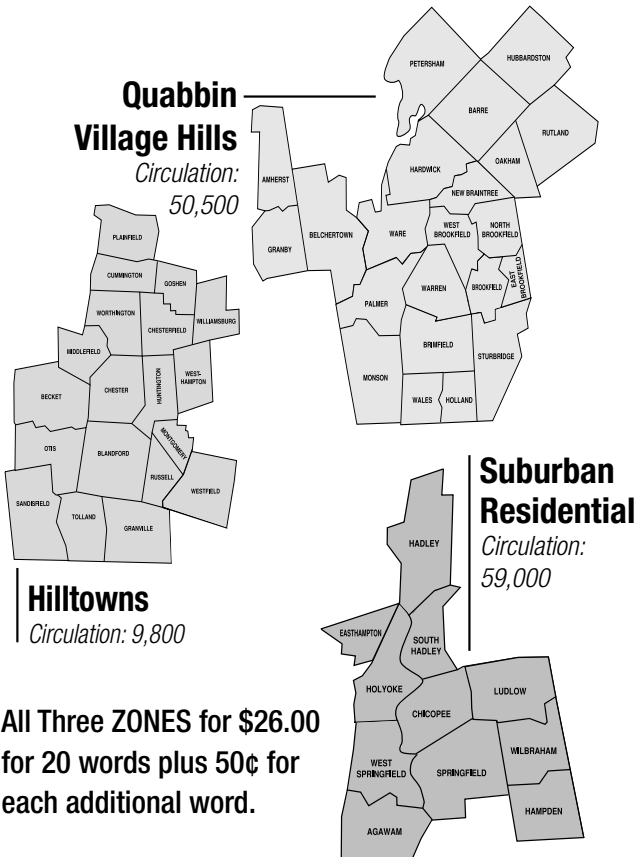 Quabbin
Village Hills
Circulation:
50,500
PETERSHAM
HUBBARDSTON
BARRE
RUTLAND
OAKHAM
HARDWICK
NEW BRAINTREE
AMHERST
BELCHERTOWN
GRANBY
WARE
WEST
BROOKFIELD
NORTH
BROOKFIELD
EAST
BROOKFIELD
BROOKFIELD
WARREN
PALMER
BRIMFIELD
STURBRIDGE
MONSON
WALES
HOLLAND
PLAINFIELD
CUMMINGTON
GOSHEN
WORTHINGTON
CHESTERFIELD
WILLIAMSBURG
MIDDLEFIELD
BECKET
CHESTER
HUNTINGTON
WEST-
HAMPTON
OTIS
BLANDFORD
MONTGOMERY
RUSSELL
WESTFIELD
SANDISFIELD
TOLLAND
GRANVILLE
Hilltowns
Circulation: 9,800
Suburban
Residential
Circulation:
59,000
HADLEY
EASTHAMPTON
SOUTH
HADLEY
HOLYOKE
LUDLOW
CHICOPEE
WILBRAHAM
WEST
SPRINGFIELD
SPRINGFIELD
HAMPDEN
AGAWAM
All Three ZONES for $26.00
for 20 words plus 50¢ for
each additional word.